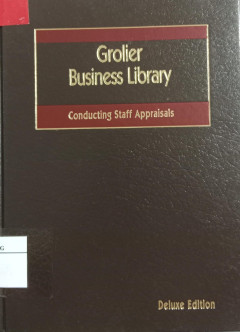 Grolier
Business Library
Conducting Staff Appraisals
G
Deluxe Edition